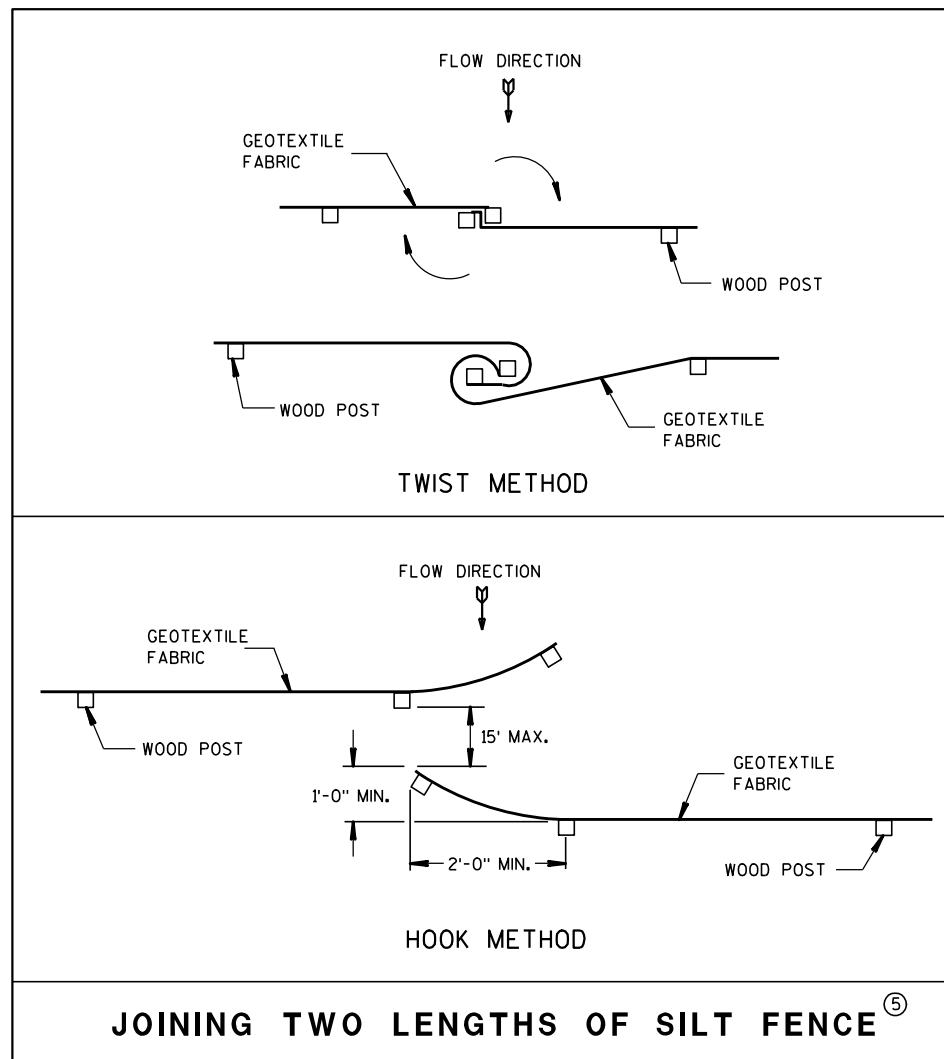 FLOW DIRECTION
GEOTEXTILE
FABRIC
WOOD POST
WOOD POST
GEOTEXTILE
FABRIC
TWIST METHOD
FLOW DIRECTION
GEOTEXTILE
FABRIC
WOOD POST
15' MAX.
GEOTEXTILE
FABRIC
1'-0" MIN.
2'-0" MIN.
WOOD POST
HOOK METHOD
JOINING TWO LENGTHS OF SILT FENCE ⑤